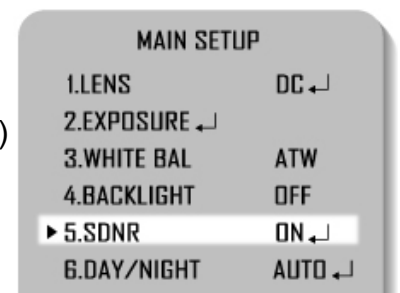 MAIN SETUP
1.LENS DC↵
2.EXPOSURE ↵
)
3.WHITE BAL ATW
4.BACKLIGHT OFF
▶ 5.SDNR ON↵
6.DAY/NIGHT AUTO↵